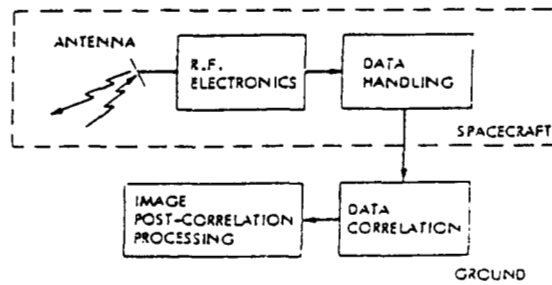 ANTENNA
R.F.
ELECTRONICS
DATA
HANDLING
SPACECRAFT
IMAGE
POST-CORRELATION
PROCESSING
DATA
CORRELATION
GROUND